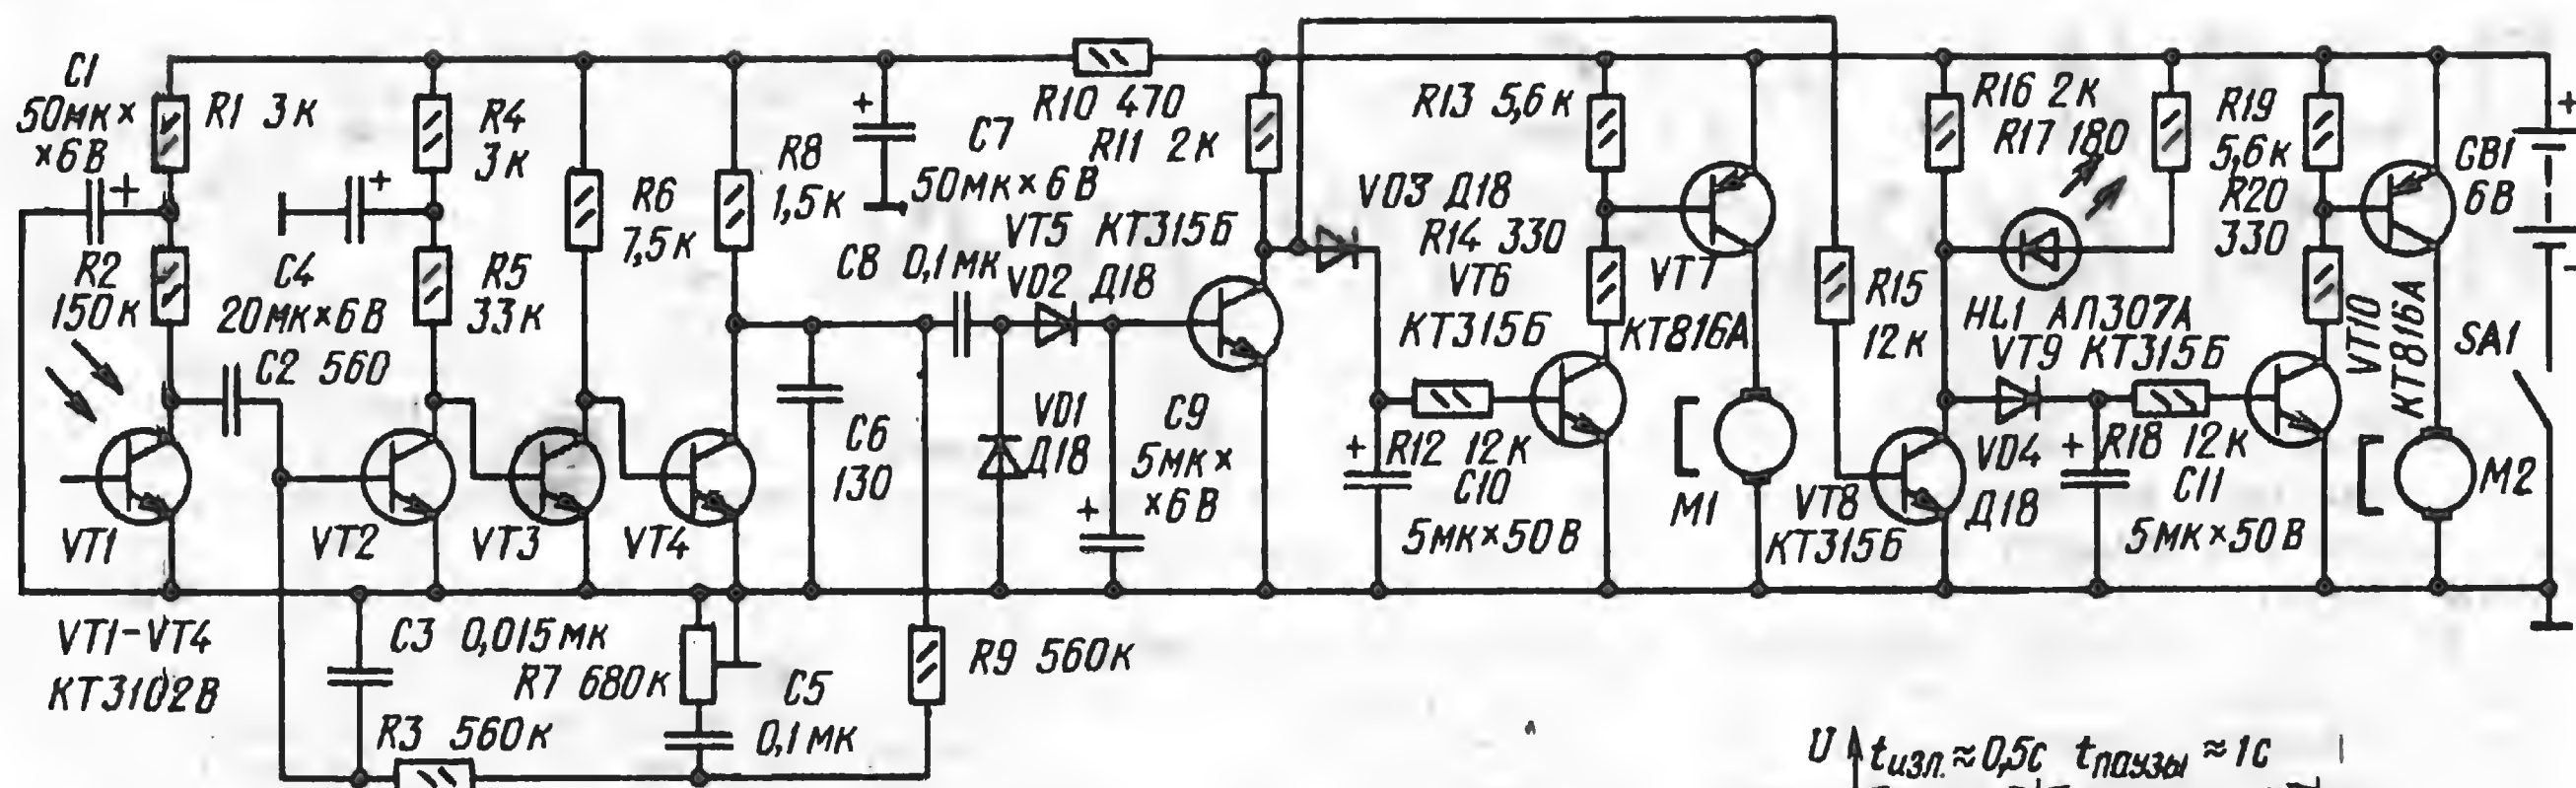 C1
50мк×
×6В
R1 3к
R2
150к
C2 560
VT1
VT1-VT4
КТ3102В
C4
20мк×6В
R4
3к
R5
33к
VT2
C3 0,015мк
R3 560к
VT3
R6
7,5к
VT4
R7 680к
C5
0,1мк
R8
1,5к
C7
50мк×6В
R10 470
R11 2к
C8 0,1мк
VT5 КТ315Б
VD2 Д18
C6
130
VD1
Д18
C9
5мк×
×6В
R9 560к
R13 5,6к
VD3 Д18
R14 330
VT6
КТ315Б
VT7
КТ816А
R12 12к
C10
5мк×50В
M1
R15
12к
VT8
КТ315Б
R16 2к
R17 180
HL1 АЛ307А
VT9 КТ315Б
VD4
Д18
R18 12к
C11
5мк×50В
R19
5,6к
R20
330
VT10
КТ816А
GB1
6В
SA1
M2
U tизл.≈0,5с tпаузы≈1с